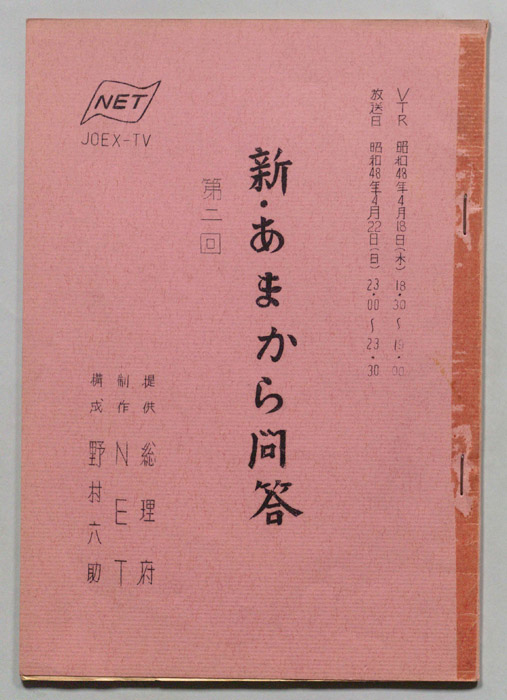 VTR 昭和48年4月18日(水) 18・30〜19・00
放送日 昭和48年4月22日(日) 23・00〜23・30
新・あまから問答
第二回
NET
JOEX-TV
提供 総理府
制作 NET
構成 野村六助